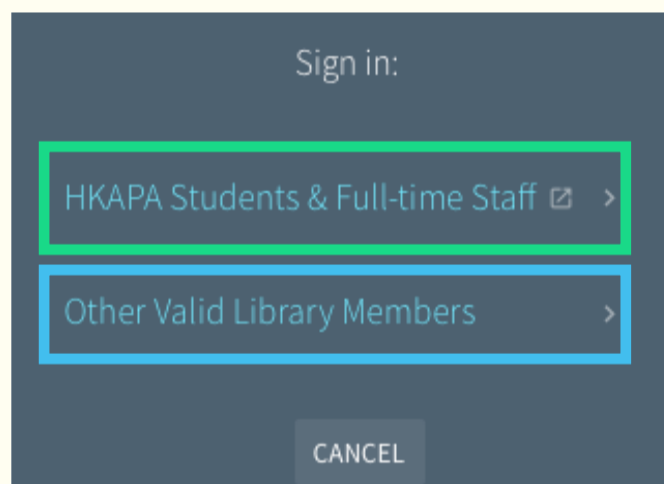 Sign in:
HKAPA Students & Full-time Staff
Other Valid Library Members
CANCEL